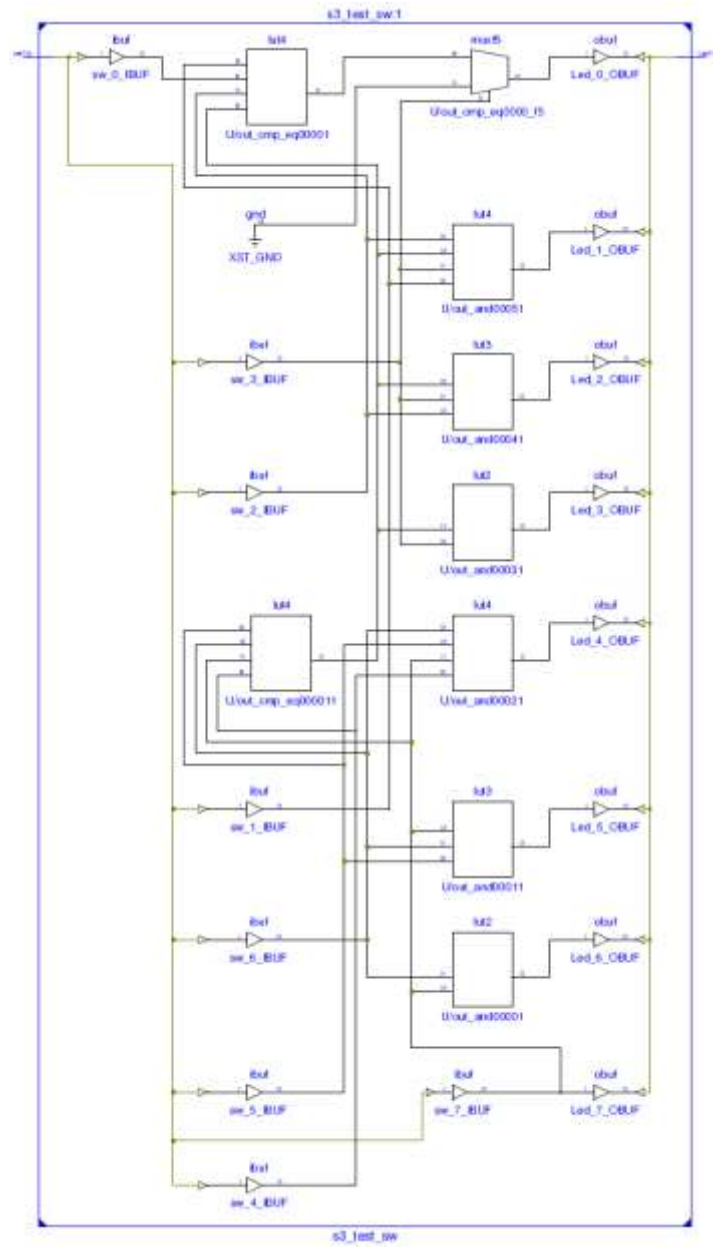 s3_test_sw:1
ibuf
lut4
muxf5
obuf
sw_0_IBUF
Led_0_OBUF
U/out_cmp_eq00001
U/out_cmp_eq0000_f5
gnd
lut4
obuf
XST_GND
Led_1_OBUF
U/out_and00051
ibuf
lut3
obuf
sw_3_IBUF
Led_2_OBUF
U/out_and00041
ibuf
lut2
obuf
sw_2_IBUF
Led_3_OBUF
U/out_and00031
lut4
lut4
obuf
Led_4_OBUF
U/out_cmp_eq000011
U/out_and00021
ibuf
lut3
obuf
sw_1_IBUF
Led_5_OBUF
U/out_and00011
ibuf
lut2
obuf
sw_6_IBUF
Led_6_OBUF
U/out_and00001
ibuf
ibuf
obuf
sw_5_IBUF
sw_7_IBUF
Led_7_OBUF
ibuf
sw_4_IBUF
s3_test_sw